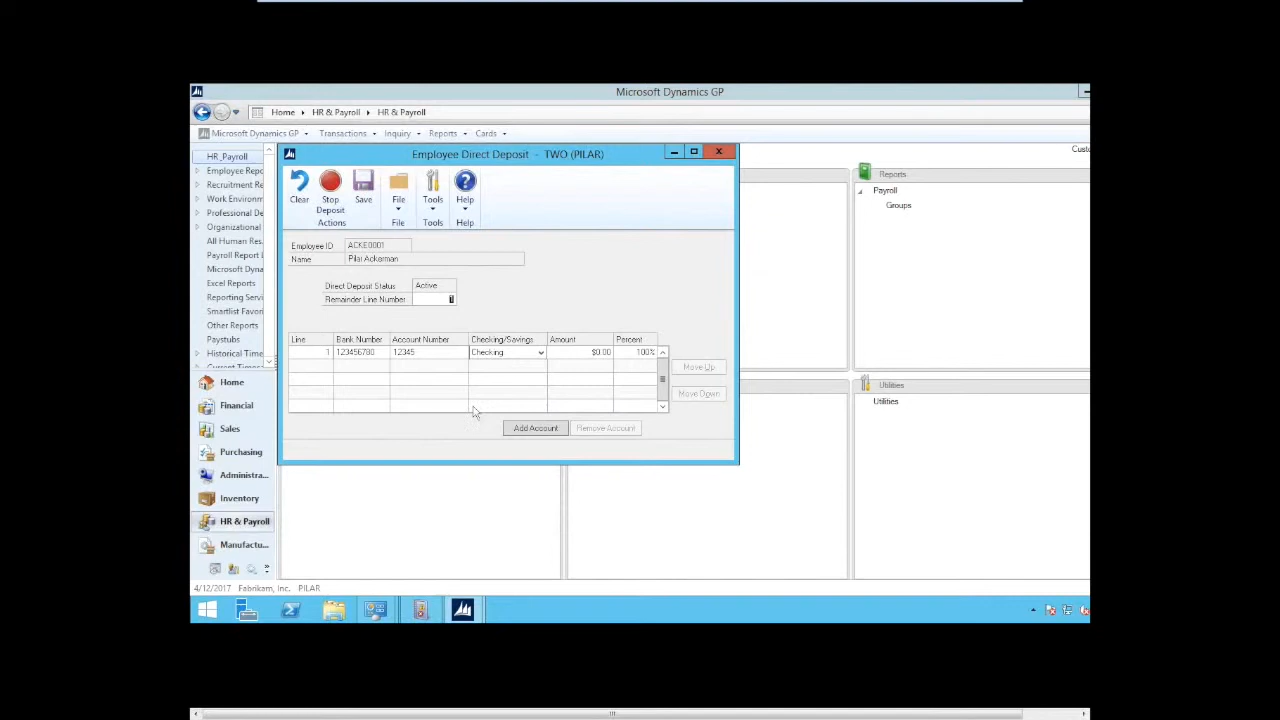 Microsoft Dynamics GP
Home HR & Payroll HR & Payroll
Microsoft Dynamics GP Transactions Inquiry Reports Cards
HR_Payroll
Employee Repo
Recruitment Re
Work Environm
Professional De
Organizational
All Human Res
Payroll Report L
Microsoft Dyna
Excel Reports
Reporting Servi
Smartlist Favori
Other Reports
Paystubs
Historical Time
Current Timec
Home
Financial
Sales
Purchasing
Administra...
Inventory
HR & Payroll
Manufactu...
Employee Direct Deposit - TWO (PILAR)
Clear
Stop Deposit
Save
File
Tools
Help
Actions File Tools Help
Employee ID ACKE0001
Name Pilar Ackerman
Direct Deposit Status Active
Remainder Line Number 1
Line Bank Number Account Number Checking/Savings Amount Percent
1 123456780 12345 Checking $0.00 100%
Move Up
Move Down
Add Account Remove Account
Custo
Reports
Payroll
Groups
Utilities
Utilities
4/12/2017 Fabrikam, Inc. PILAR